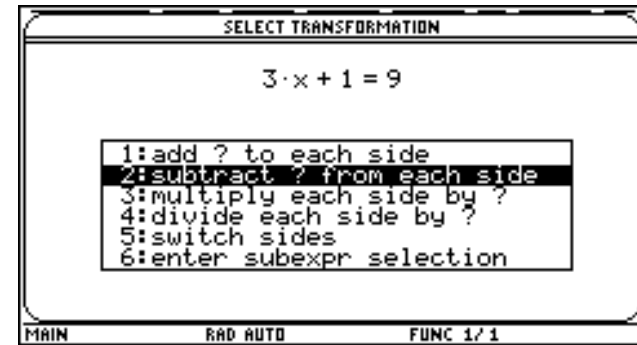 SELECT TRANSFORMATION
3·x + 1 = 9
1:add ? to each side
2:subtract ? from each side
3:multiply each side by ?
4:divide each side by ?
5:switch sides
6:enter subexpr selection
MAIN RAD AUTO FUNC 1/1